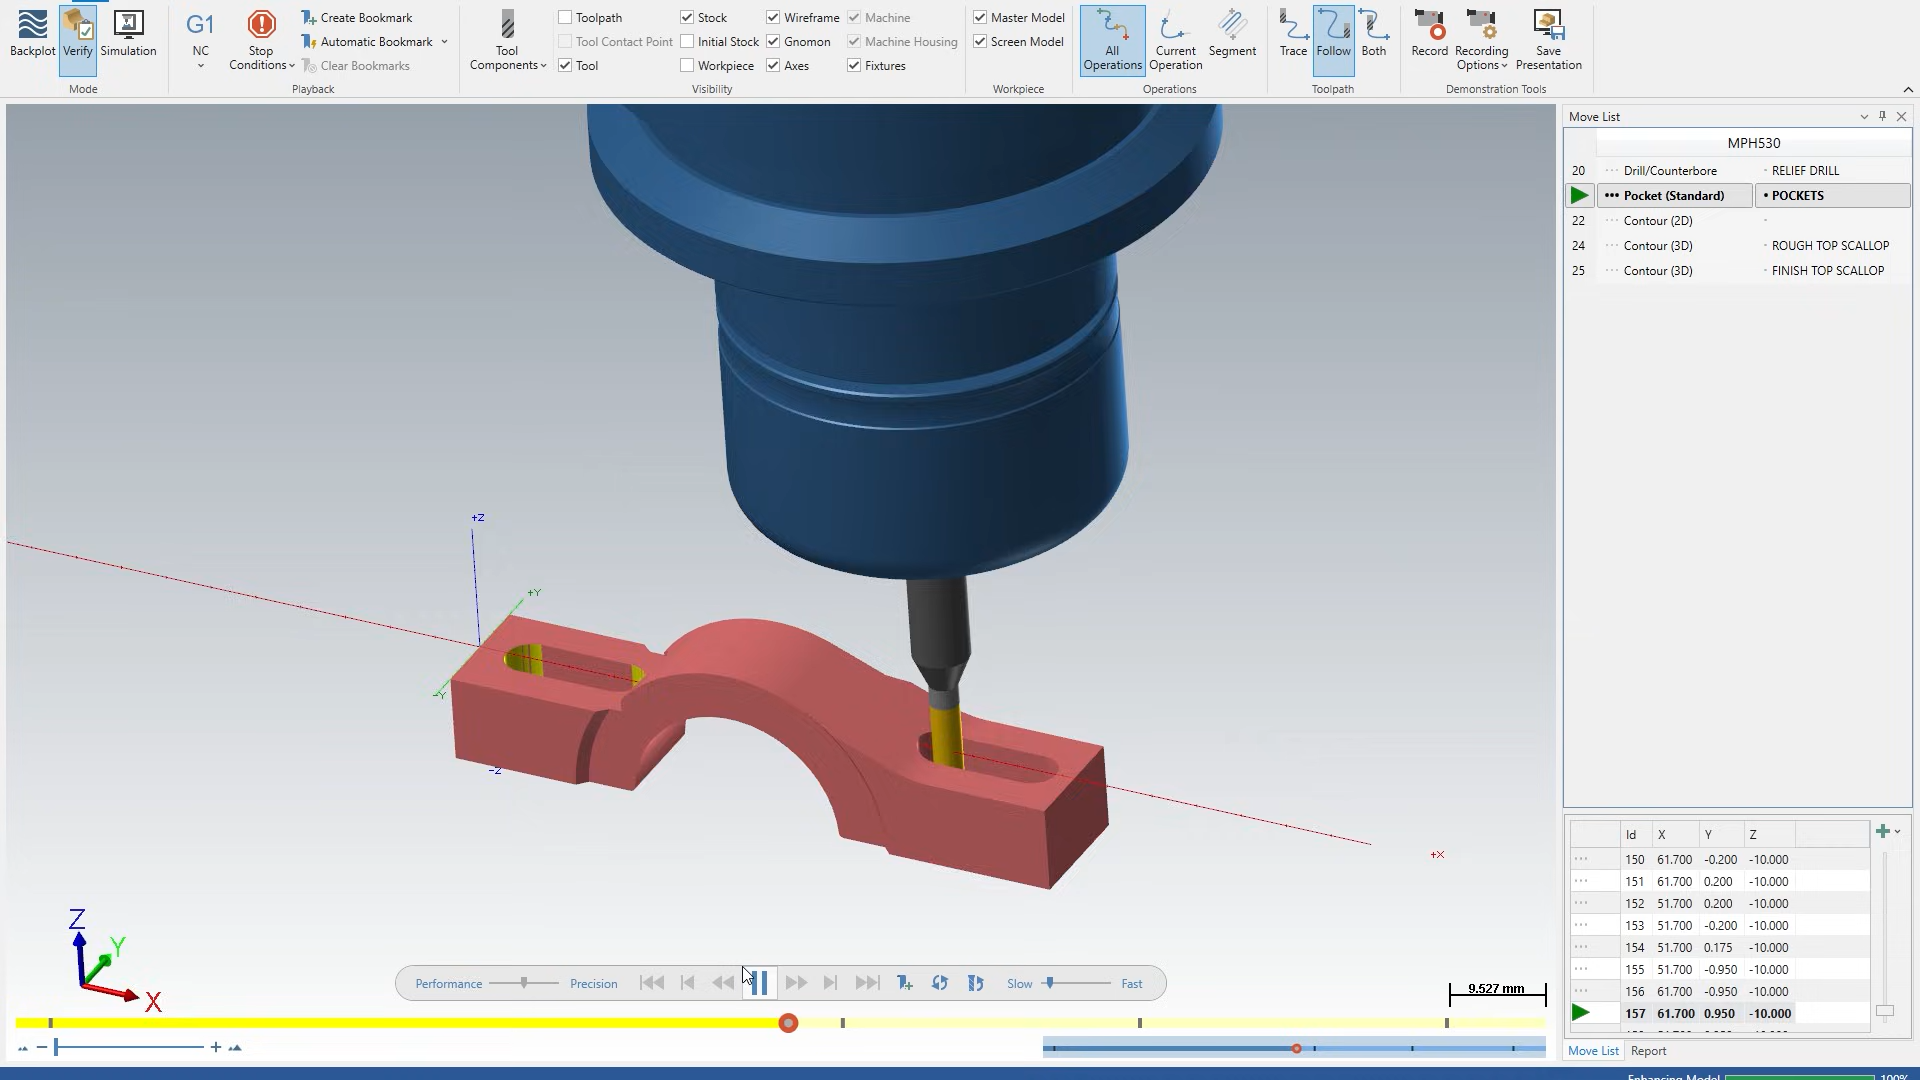 Backplot Verify Simulation
Mode
G1
NC
Stop Conditions
Create Bookmark
Automatic Bookmark
Clear Bookmarks
Playback
Tool Components
Toolpath
Tool Contact Point
Tool
Stock
Initial Stock
Workpiece
Wireframe
Gnomon
Axes
Machine
Machine Housing
Fixtures
Visibility
Master Model
Screen Model
Workpiece
All Operations
Current Operation
Segment
Operations
Trace Follow Both
Toolpath
Record
Recording Options
Save Presentation
Demonstration Tools
Move List
MPH530
20 Drill/Counterbore RELIEF DRILL
Pocket (Standard) POCKETS
22 Contour (2D)
24 Contour (3D) ROUGH TOP SCALLOP
25 Contour (3D) FINISH TOP SCALLOP
+Z
+Y
-Y
-Z
+X
Z
Y
X
Performance Precision Slow Fast
9.527 mm
Id X Y Z
150 61.700 -0.200 -10.000
151 61.700 0.200 -10.000
152 51.700 0.200 -10.000
153 51.700 -0.200 -10.000
154 51.700 0.175 -10.000
155 51.700 -0.950 -10.000
156 61.700 -0.950 -10.000
157 61.700 0.950 -10.000
Move List Report
Enhancing Model 100%